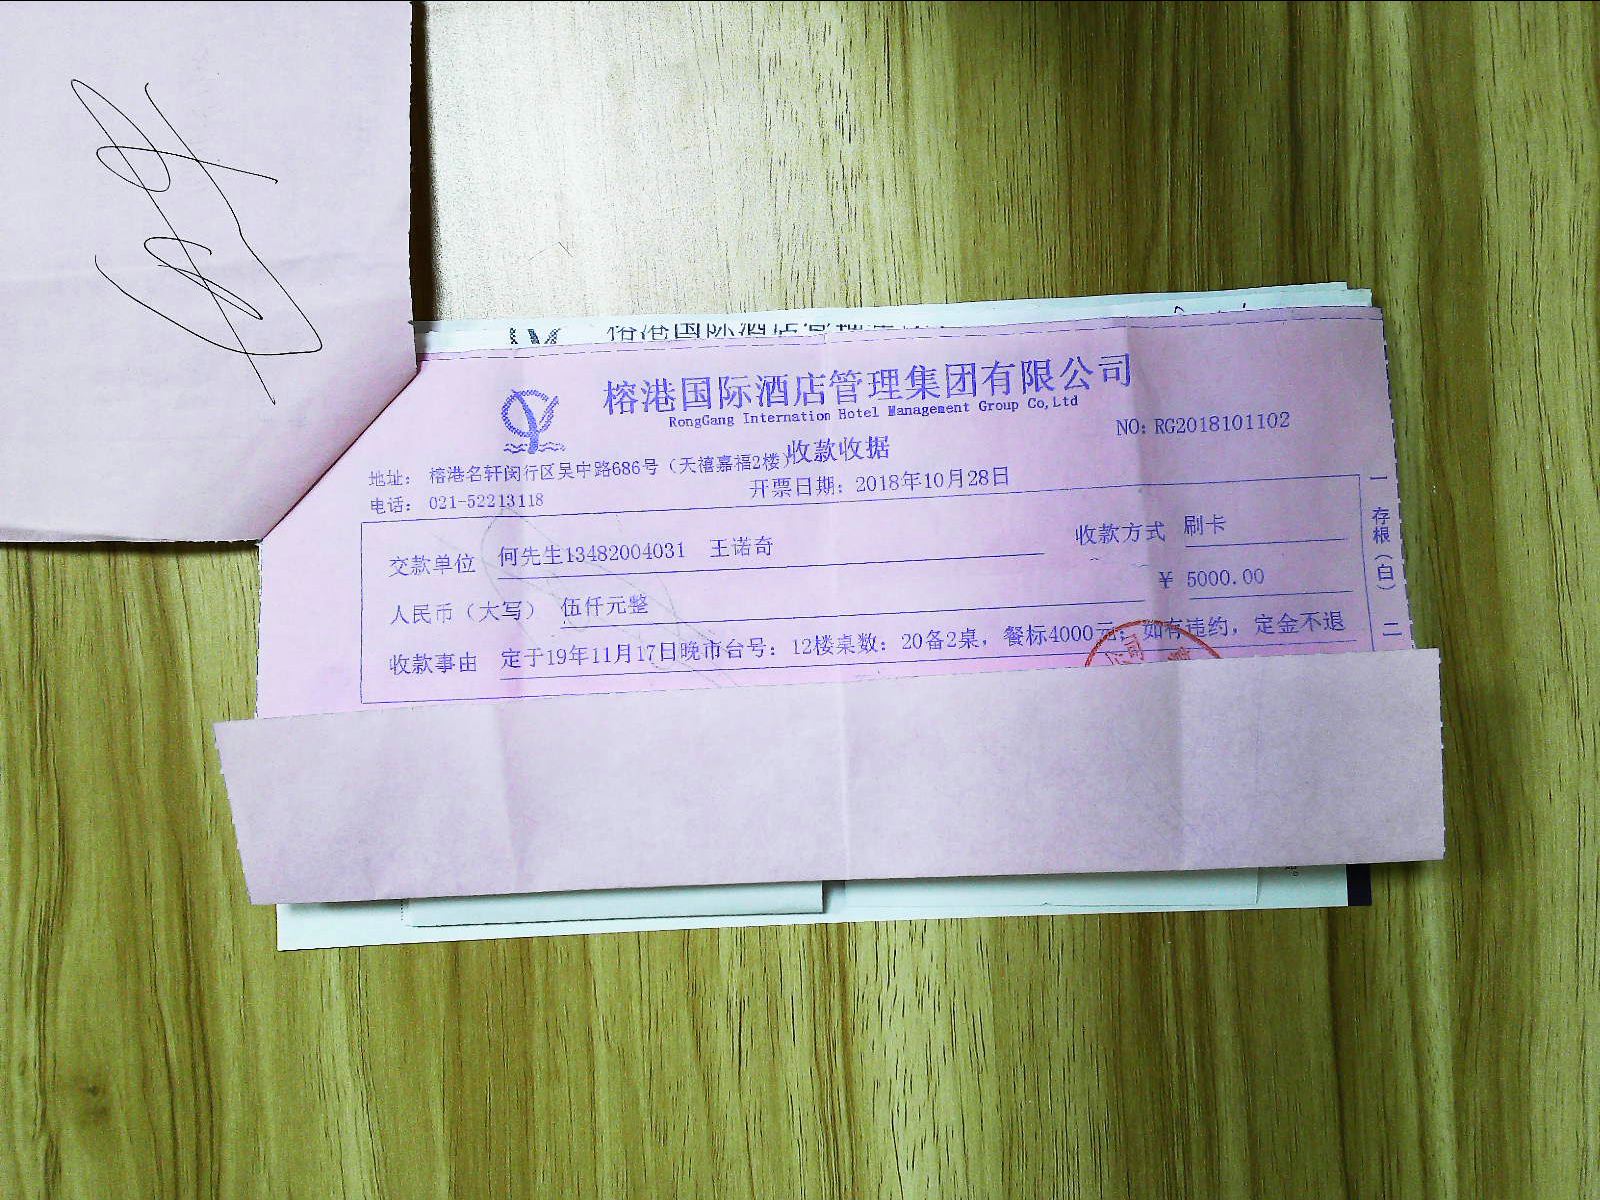 榕港国际酒店管理集团有限公司
RongGang Internation Hotel Management Group Co,Ltd
NO: RG2018101102
收款收据
地址： 榕港名轩闵行区吴中路686号（天禧嘉福2楼）
电话： 021-52213118
开票日期： 2018年10月28日
交款单位 何先生13482004031 王诺奇
收款方式 刷卡
人民币（大写） 伍仟元整
¥ 5000.00
收款事由 定于19年11月17日晚市台号：12楼桌数：20备2桌，餐标4000元；如有违约，定金不退
一存根（白） 二